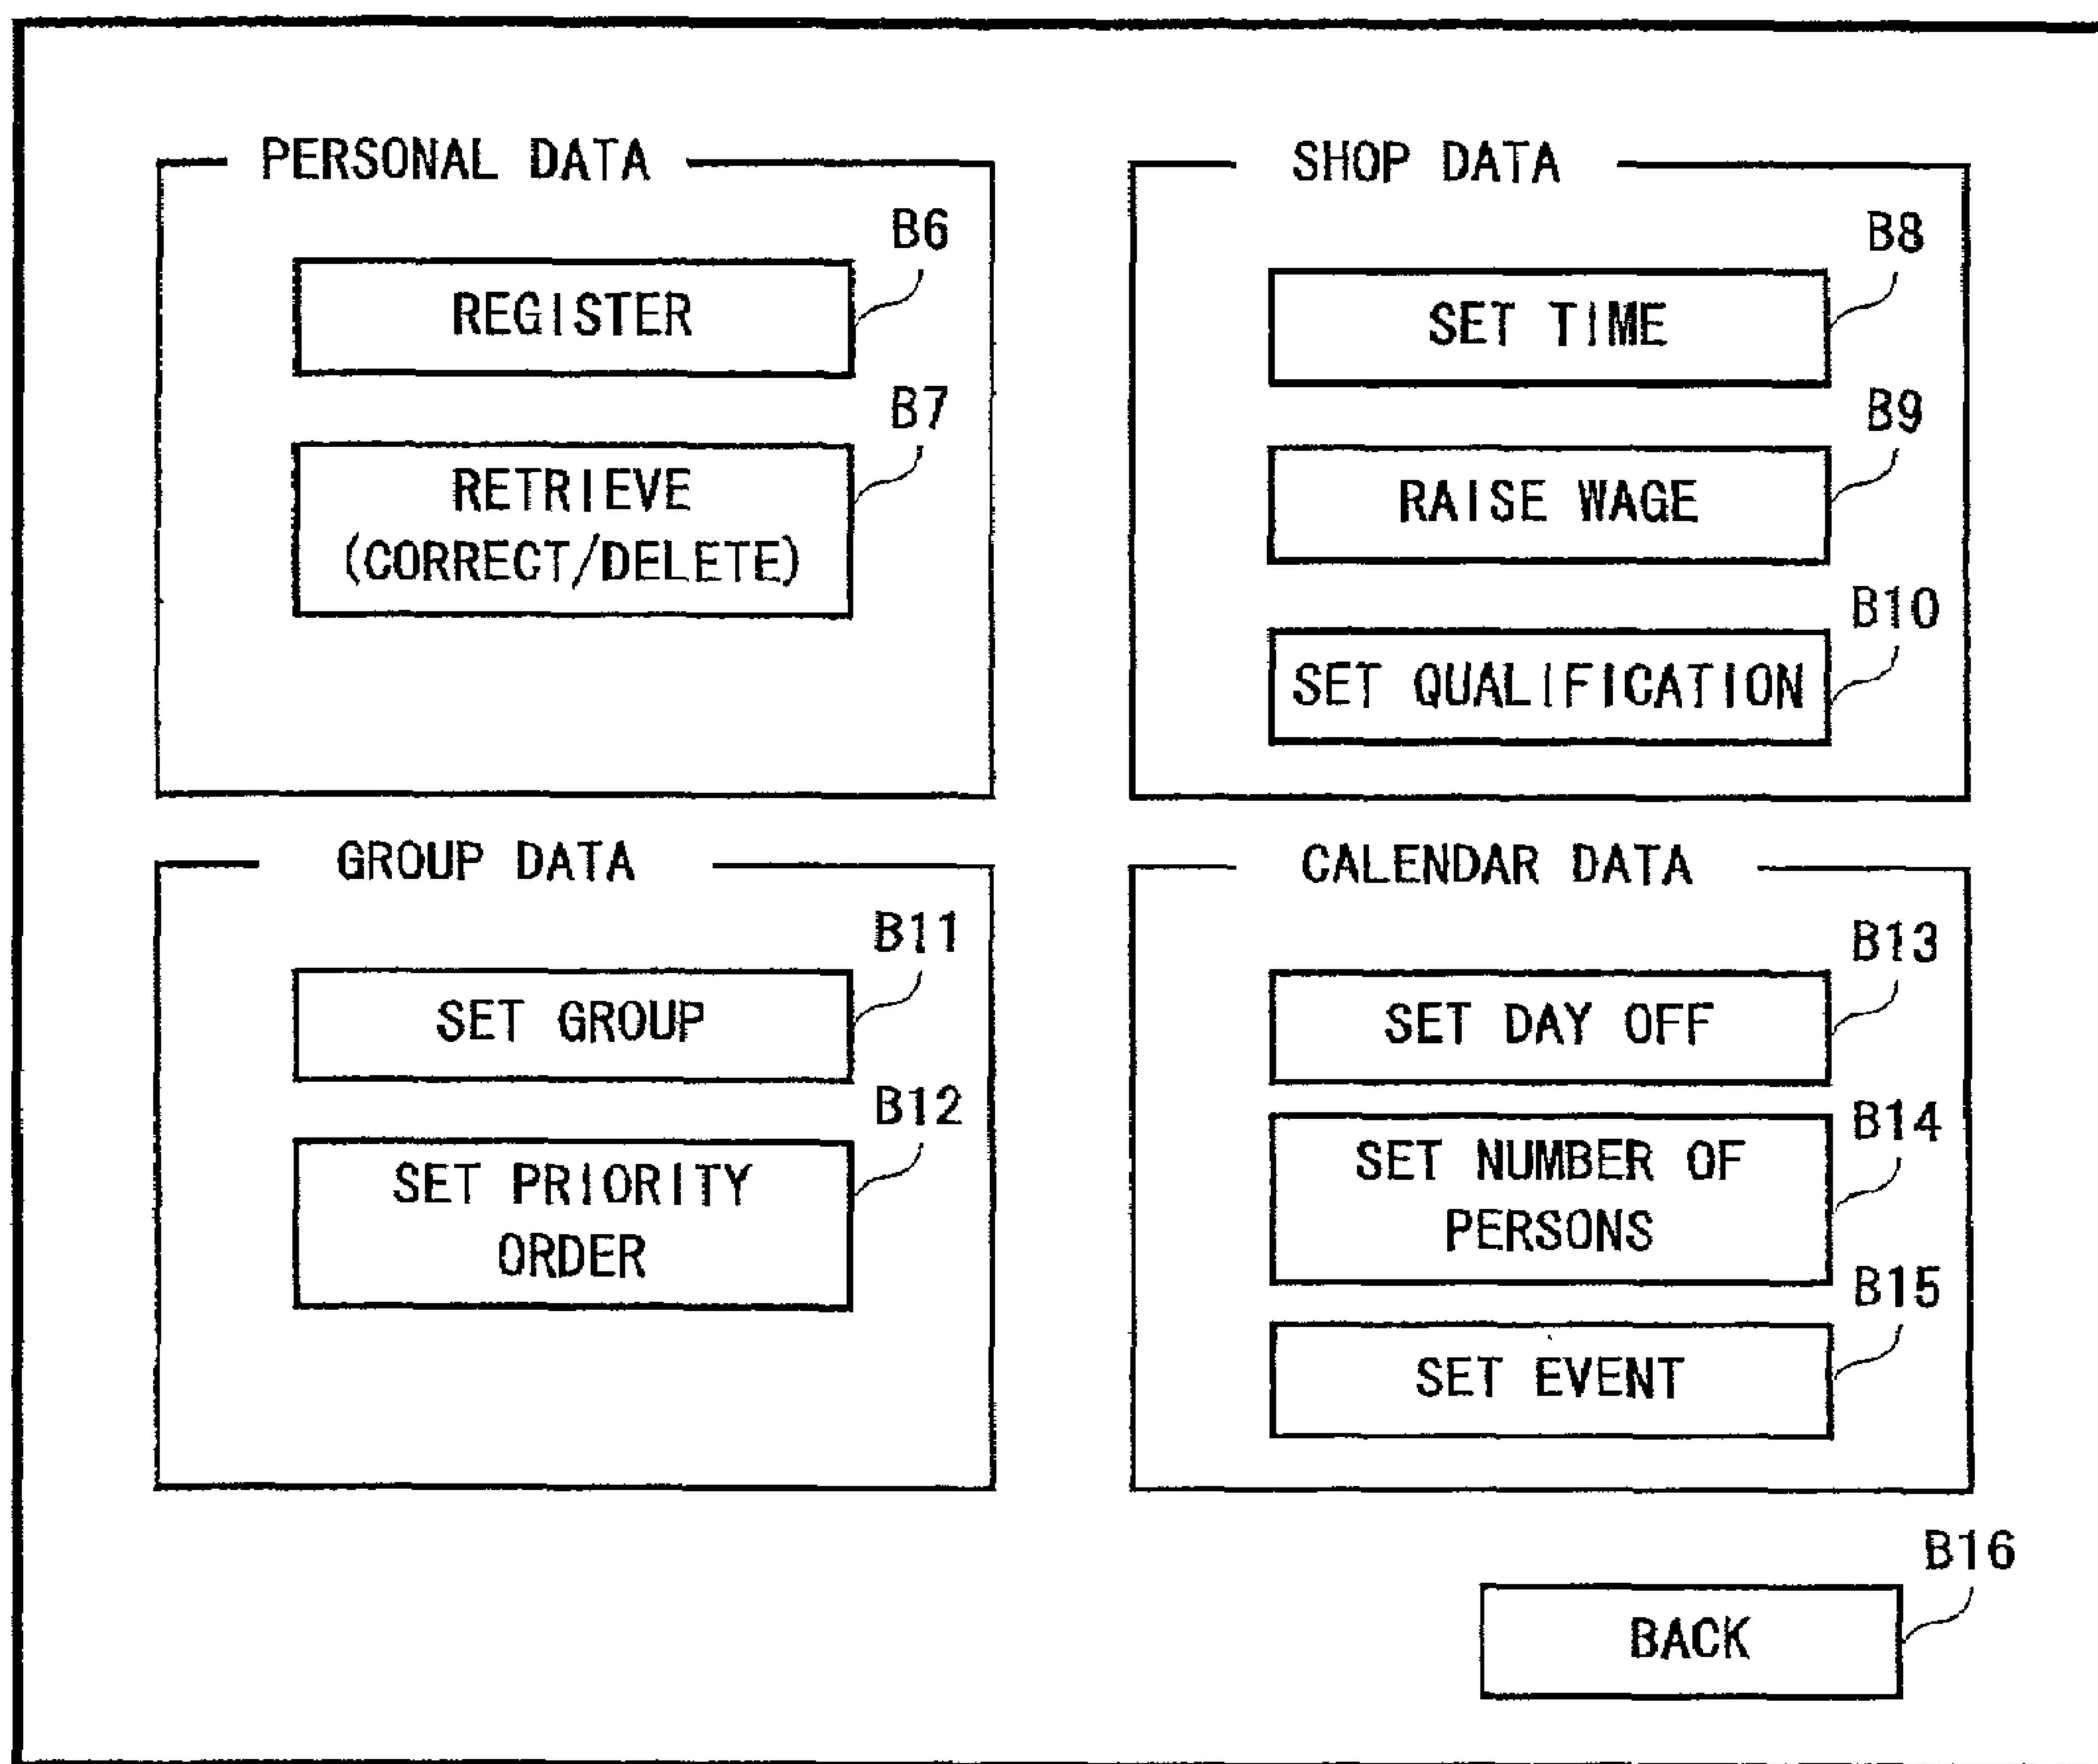 PERSONAL DATA
B6
REGISTER
B7
RETRIEVE
(CORRECT/DELETE)
SHOP DATA
B8
SET TIME
B9
RAISE WAGE
B10
SET QUALIFICATION
GROUP DATA
B11
SET GROUP
B12
SET PRIORITY
ORDER
CALENDAR DATA
B13
SET DAY OFF
B14
SET NUMBER OF
PERSONS
B15
SET EVENT
B16
BACK